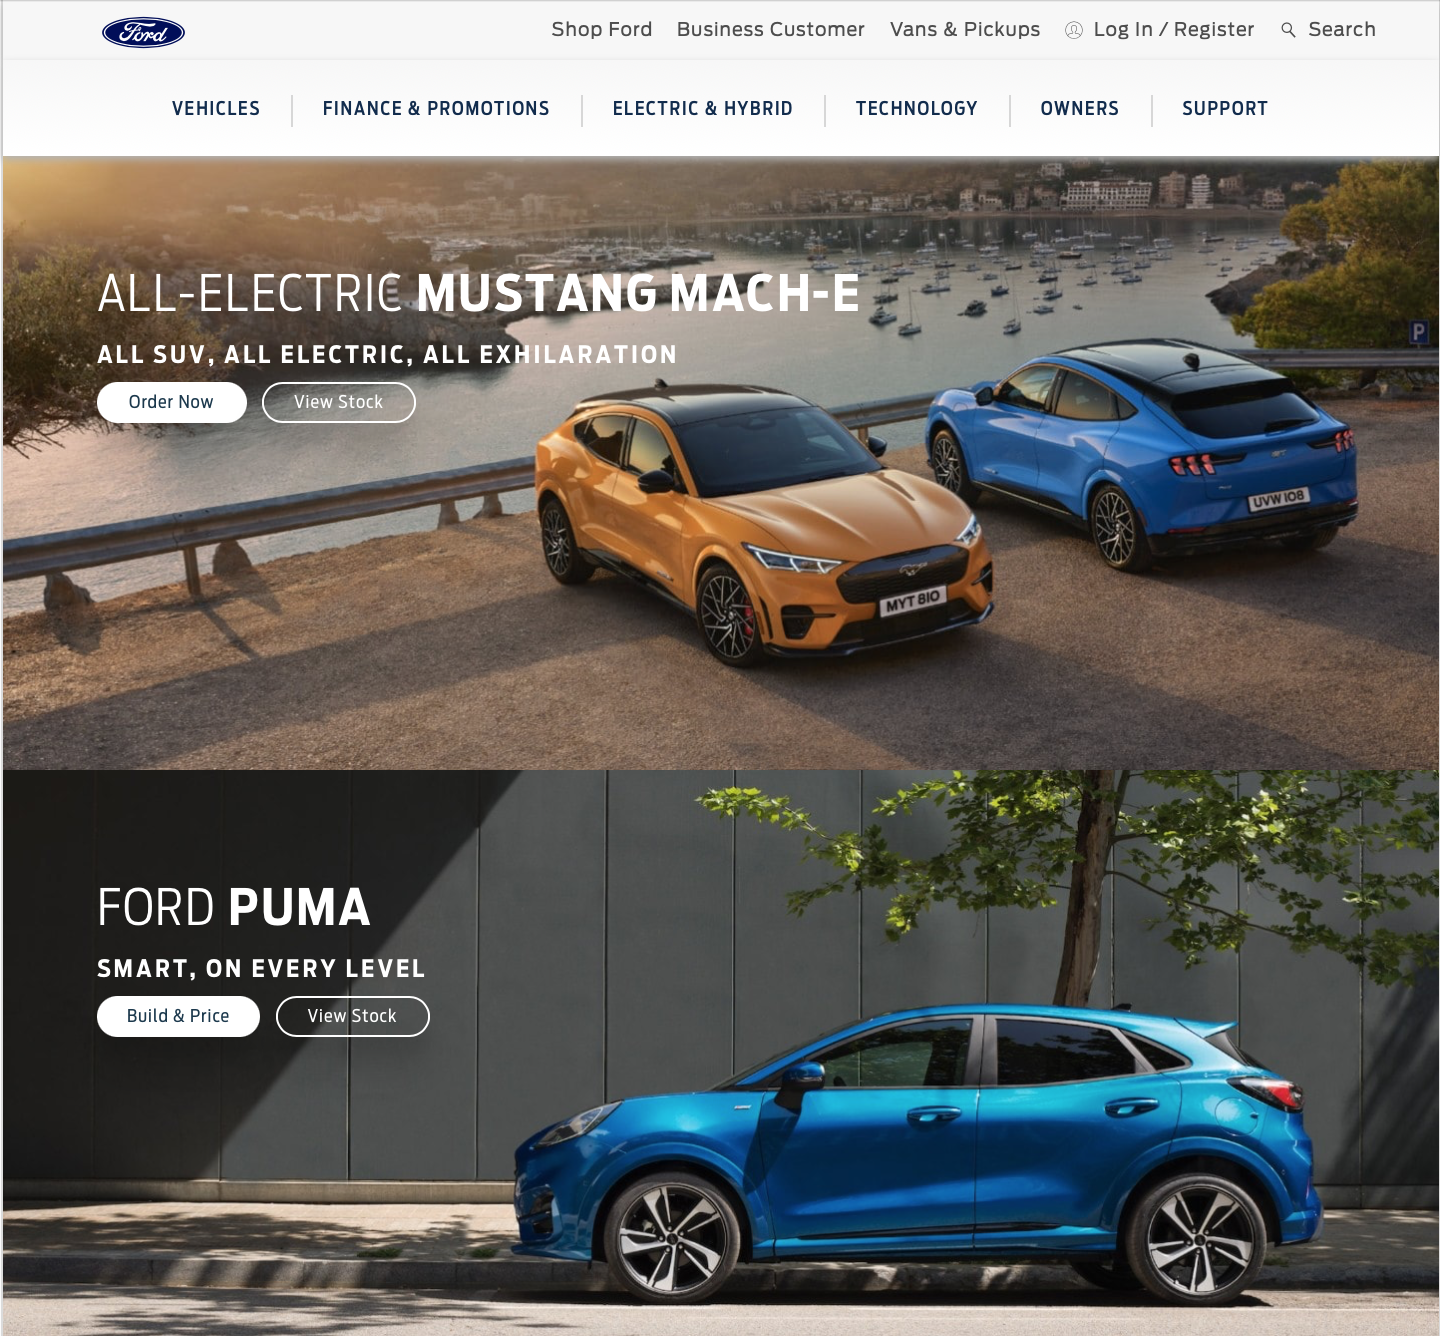 Ford
Shop Ford
Business Customer
Vans & Pickups
Log In / Register
Search
VEHICLES
FINANCE & PROMOTIONS
ELECTRIC & HYBRID
TECHNOLOGY
OWNERS
SUPPORT
ALL-ELECTRIC MUSTANG MACH-E
ALL SUV, ALL ELECTRIC, ALL EXHILARATION
Order Now
View Stock
P
UVW 108
MYT 810
FORD PUMA
SMART, ON EVERY LEVEL
Build & Price
View Stock